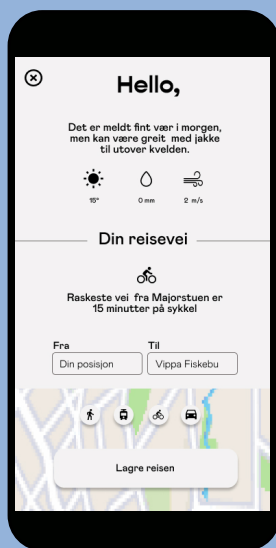 Hello,
Det er meldt fint vær i morgen,
men kan være greit med jakke
til utover kvelden.
15° 0 mm 2 m/s
Din reisevei
Raskeste vei fra Majorstuen er
15 minutter på sykkel
Fra Til
Din posisjon Vippa Fiskebu
Lagre reisen